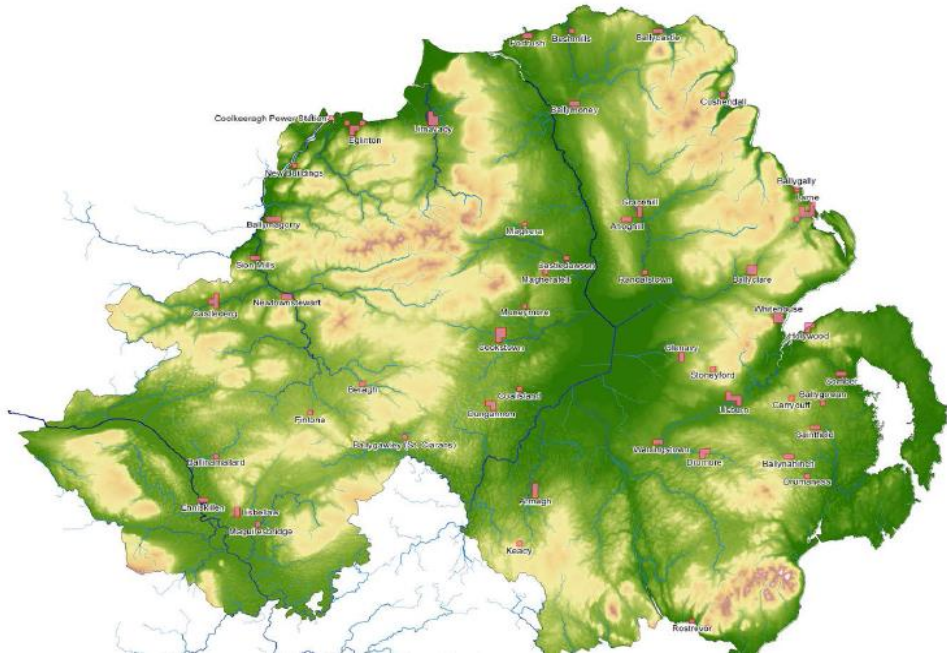 Portrush
Bushmills
Ballycastle
Cushendall
Ballymoney
Coolkeeragh Power Station
Eglinton
Limavady
New Buildings
Ballygally
Larne
Gracehill
Ahoghill
Ballymagorry
Maghera
Sion Mills
Castledawson
Magherafelt
Randalstown
Ballyclare
Newtownstewart
Castlederg
Moneymore
Whitehouse
Holywood
Cookstown
Glenavy
Stoneyford
Comber
Beragh
Coalisland
Ballygowan
Carryduff
Lisburn
Dungannon
Fintona
Saintfield
Ballygawley (St. Ciarans)
Waringstown
Dromore
Ballynahinch
Ballinamallard
Drumaness
Armagh
Enniskillen
Lisbellaw
Maguiresbridge
Keady
Rostrevor